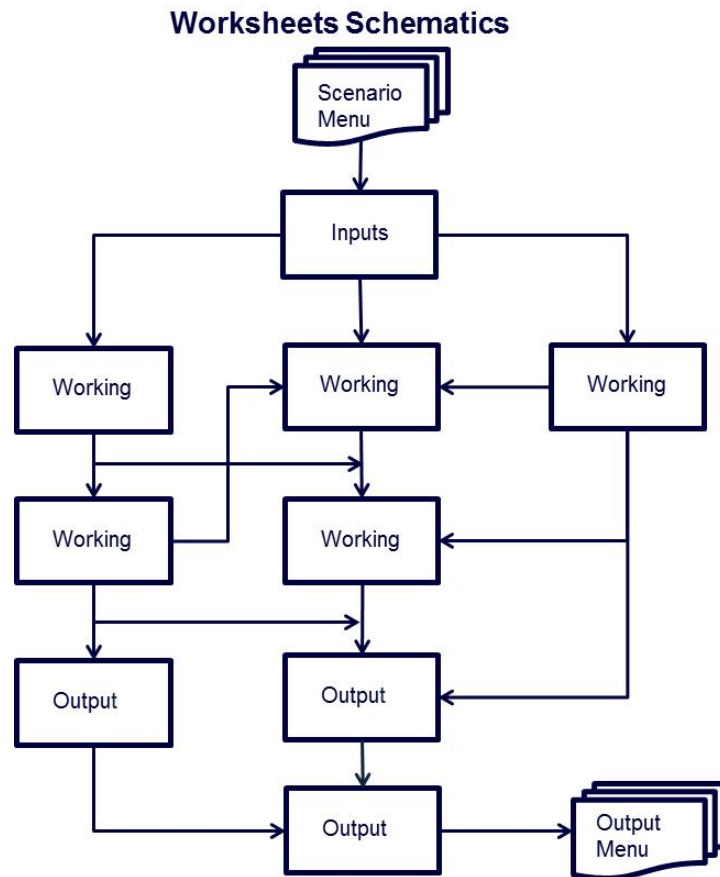 Worksheets Schematics
Scenario
Menu
Inputs
Working
Working
Working
Working
Working
Output
Output
Output
Output
Menu